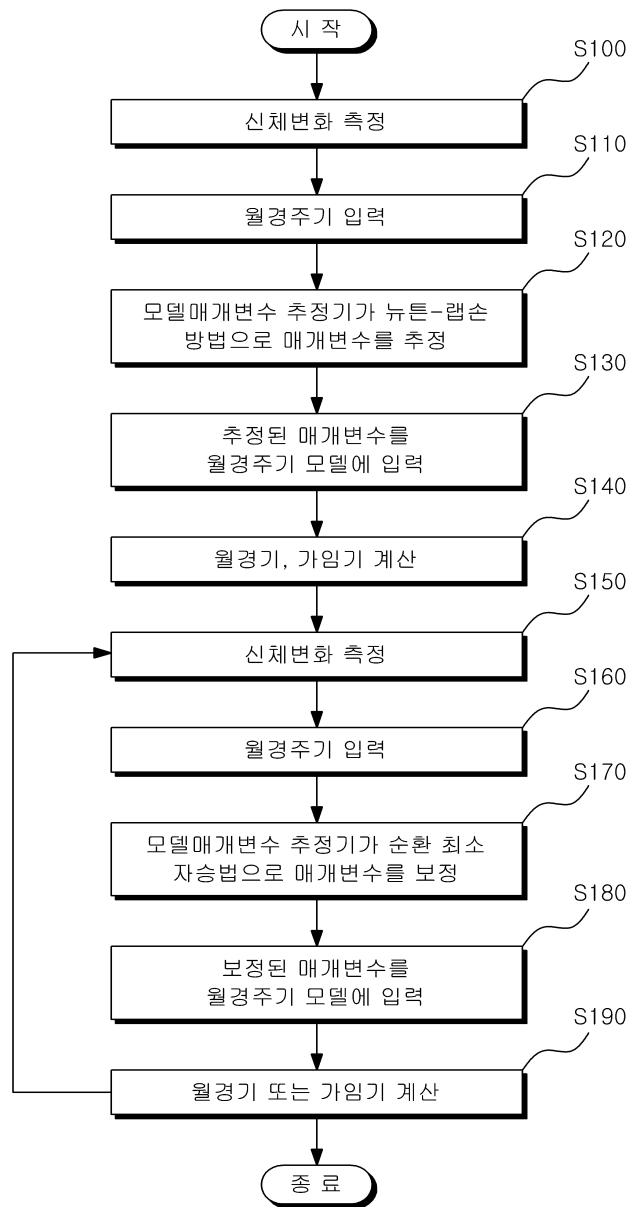 시 작
S100
신체변화 측정
S110
월경주기 입력
S120
모델매개변수 추정기가 뉴튼-랩손
방법으로 매개변수를 추정
S130
추정된 매개변수를
월경주기 모델에 입력
S140
월경기, 가임기 계산
S150
신체변화 측정
S160
월경주기 입력
S170
모델매개변수 추정기가 순환 최소
자승법으로 매개변수를 보정
S180
보정된 매개변수를
월경주기 모델에 입력
S190
월경기 또는 가임기 계산
종 료